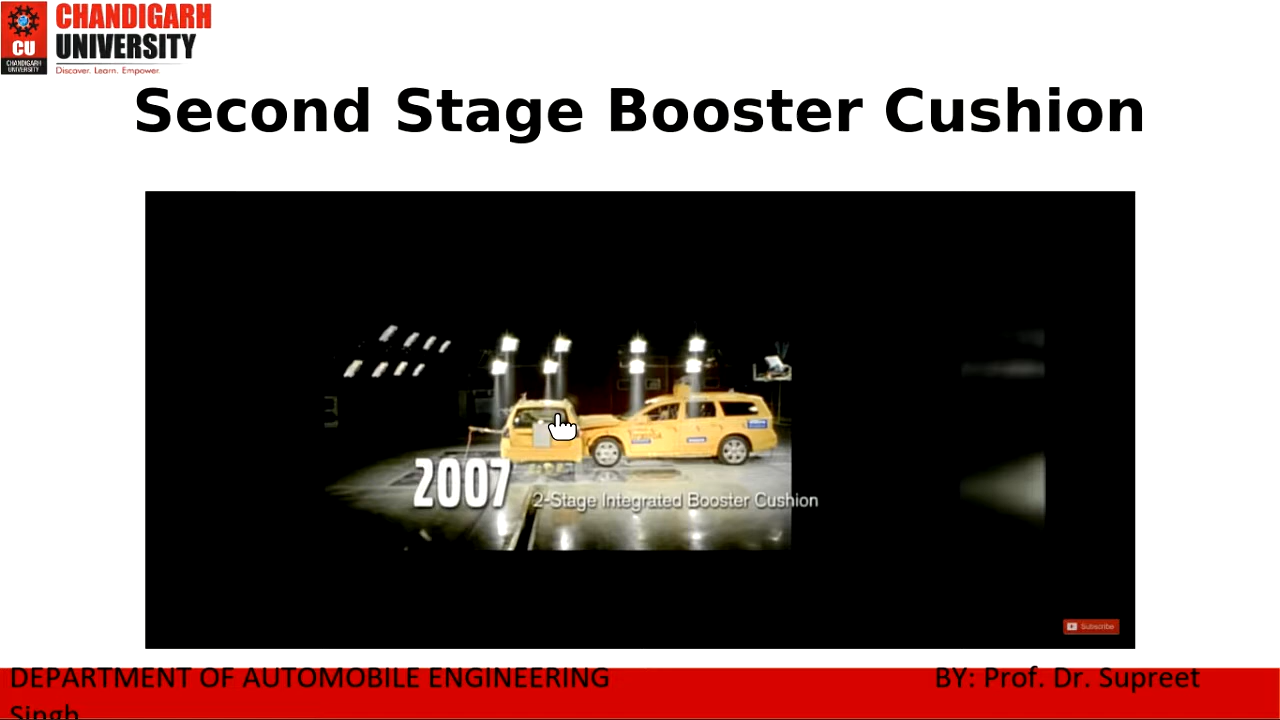 CHANDIGARH
UNIVERSITY
Discover. Learn. Empower.
CU
CHANDIGARH
UNIVERSITY
Second Stage Booster Cushion
2007 2-Stage Integrated Booster Cushion
Subscribe
DEPARTMENT OF AUTOMOBILE ENGINEERING BY: Prof. Dr. Supreet
Singh